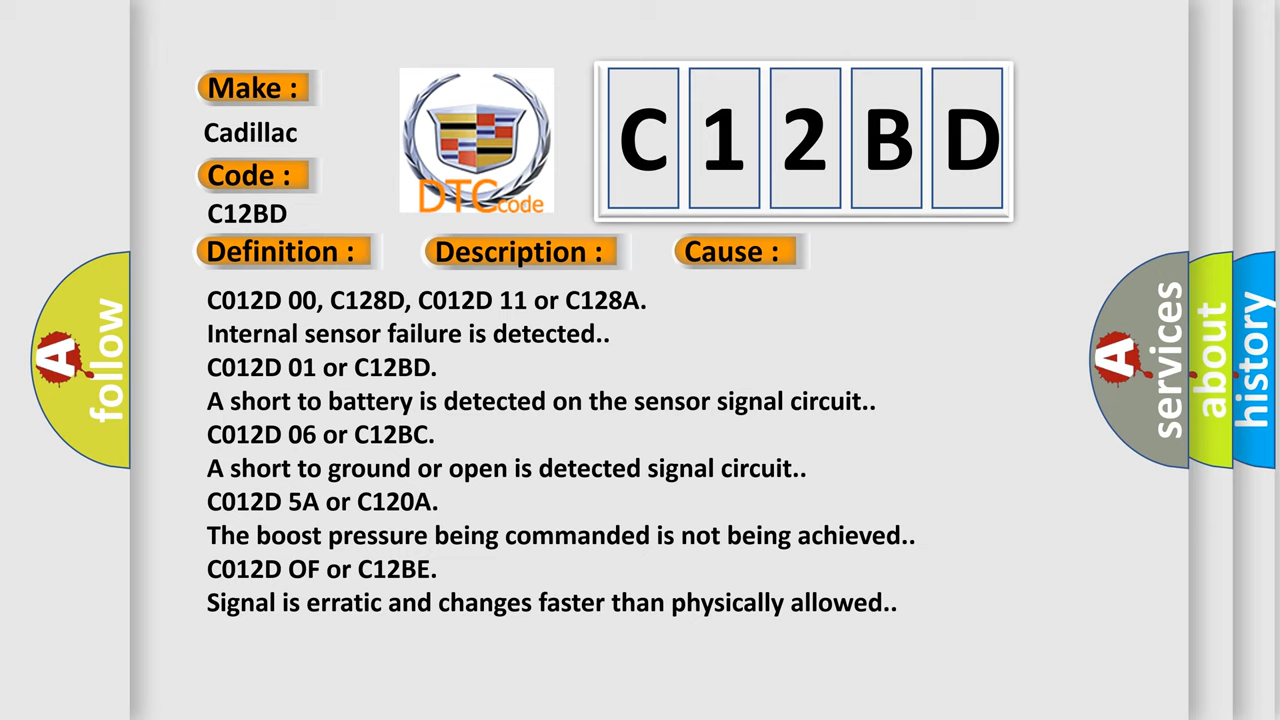 Make :
Cadillac
Code :
C12BD
DTC code
C 1 2 B D
Definition :
Description :
Cause :
C012D 00, C128D, C012D 11 or C128A.
Internal sensor failure is detected..
C012D 01 or C12BD.
A short to battery is detected on the sensor signal circuit..
C012D 06 or C12BC.
A short to ground or open is detected signal circuit..
C012D 5A or C120A.
The boost pressure being commanded is not being achieved..
C012D OF or C12BE.
Signal is erratic and changes faster than physically allowed..
A follow
A services
about
history